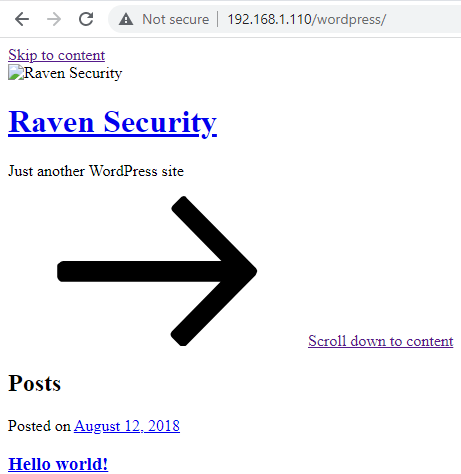 Not secure 192.168.1.110/wordpress/
Skip to content
Raven Security
Raven Security
Just another WordPress site
Scroll down to content
Posts
Posted on August 12, 2018
Hello world!